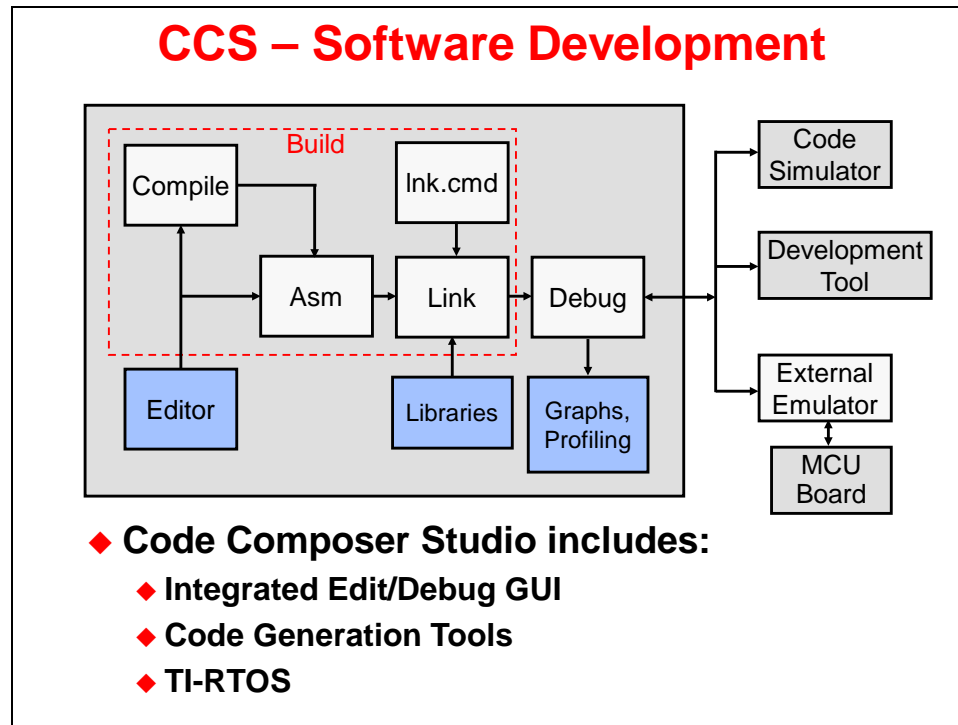 CCS – Software Development
Build
Compile
lnk.cmd
Asm
Link
Debug
Editor
Libraries
Graphs,
Profiling
Code
Simulator
Development
Tool
External
Emulator
MCU
Board
◆ Code Composer Studio includes:
◆ Integrated Edit/Debug GUI
◆ Code Generation Tools
◆ TI-RTOS